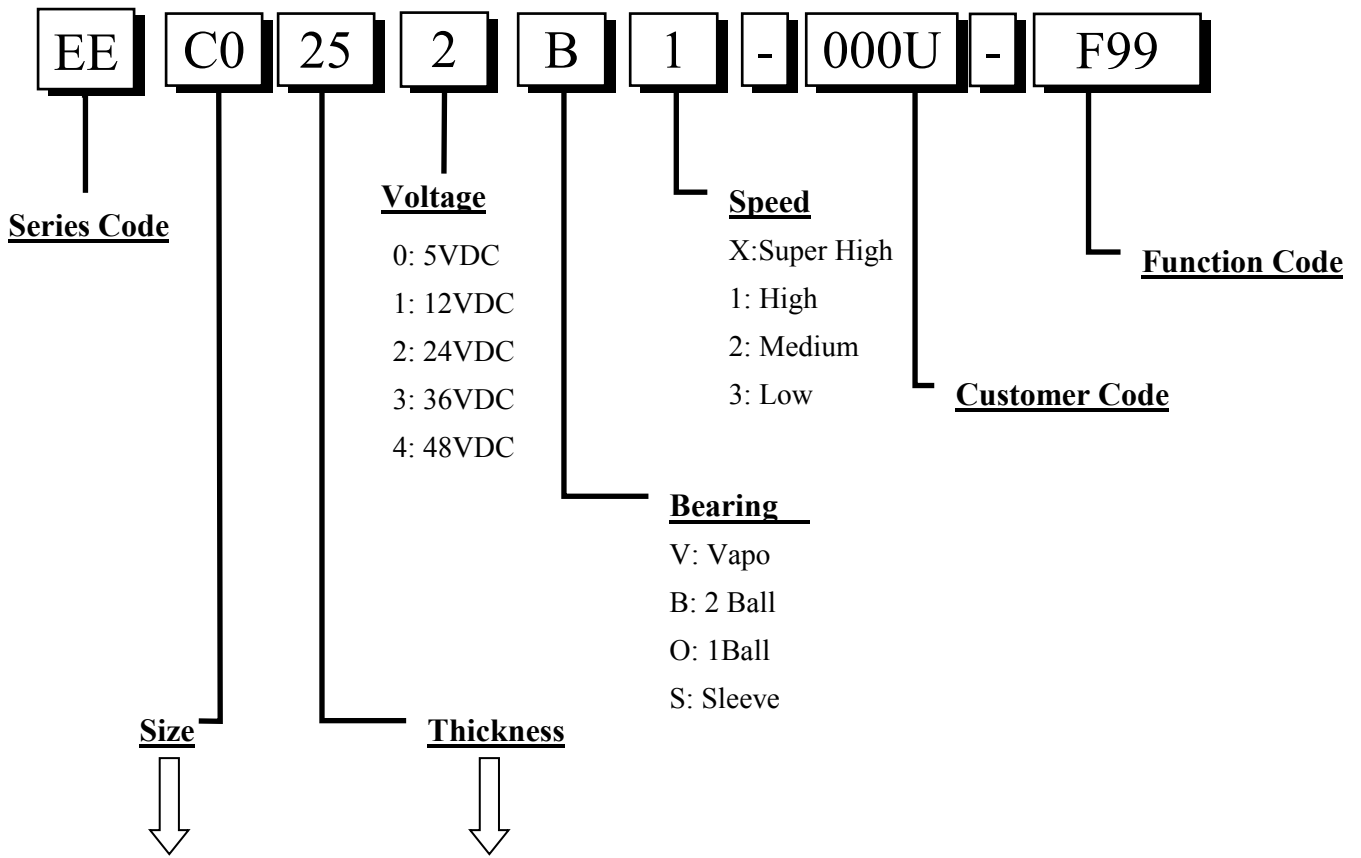 EE C0 25 2 B 1 - 000U - F99
Series Code
Voltage
0: 5VDC
1: 12VDC
2: 24VDC
3: 36VDC
4: 48VDC
Speed
X:Super High
1: High
2: Medium
3: Low
Function Code
Customer Code
Bearing
V: Vapo
B: 2 Ball
O: 1Ball
S: Sleeve
Size
Thickness